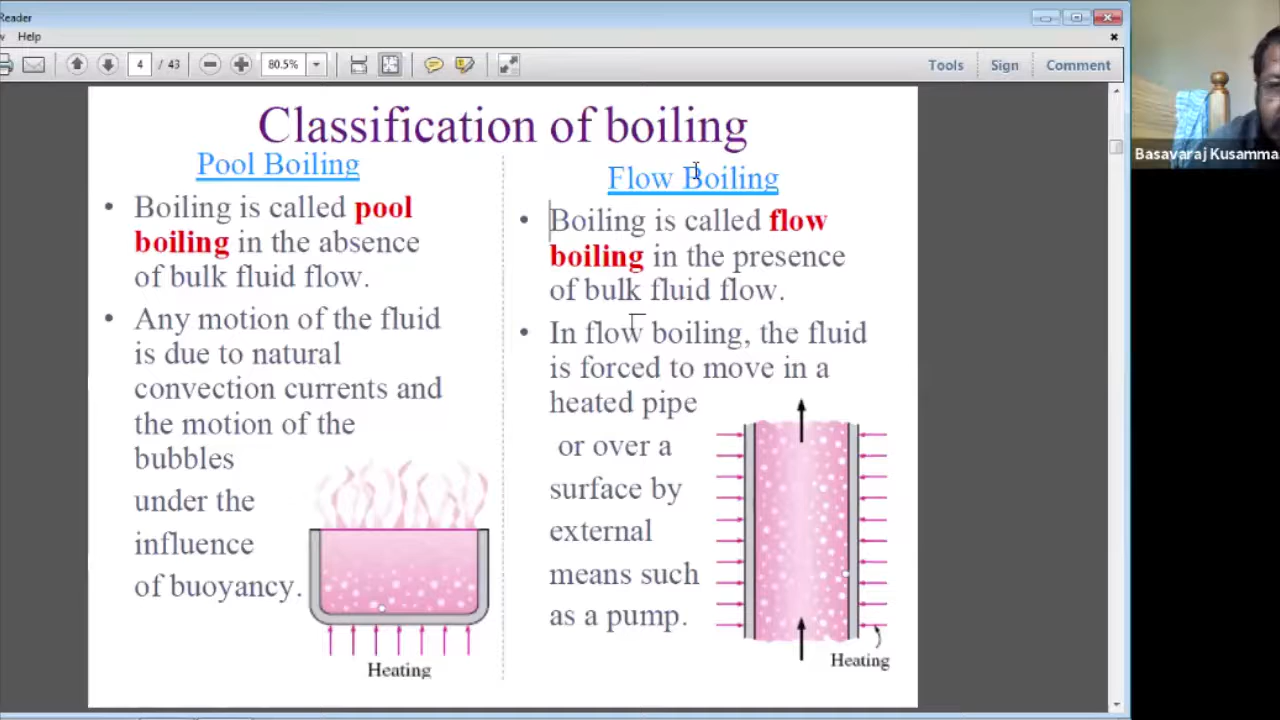 Reader
Help
4 / 43
80.5%
Tools
Sign
Comment
Classification of boiling
Pool Boiling
• Boiling is called pool
boiling in the absence
of bulk fluid flow.
• Any motion of the fluid
is due to natural
convection currents and
the motion of the
bubbles
under the
influence
of buoyancy.
Heating
Flow Boiling
• Boiling is called flow
boiling in the presence
of bulk fluid flow.
• In flow boiling, the fluid
is forced to move in a
heated pipe
or over a
surface by
external
means such
as a pump.
Heating
Basavaraj Kusamma